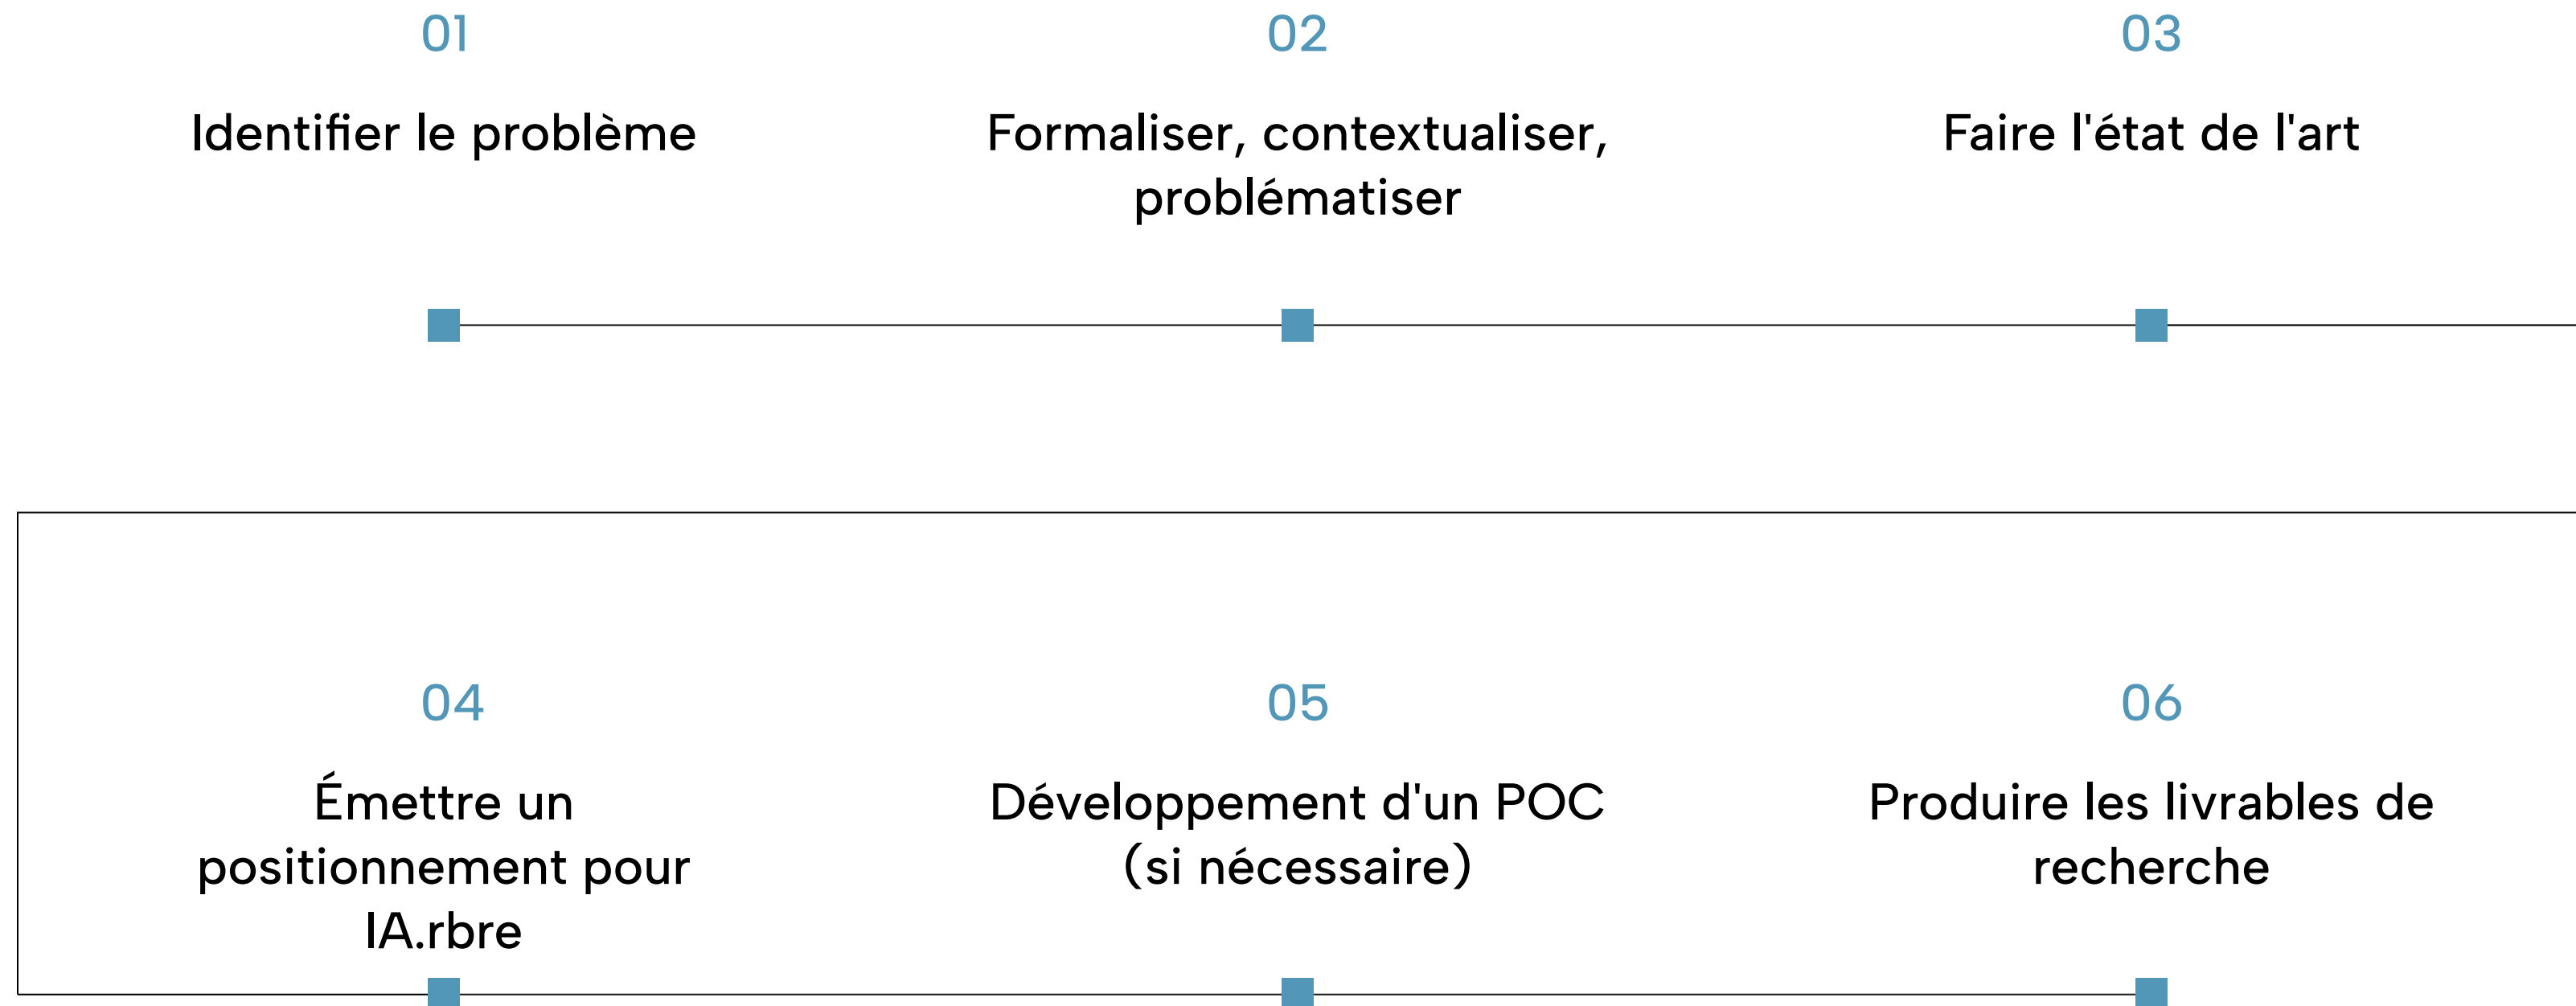 01
Identifier le problème
02
Formaliser, contextualiser,
problématiser
03
Faire l'état de l'art
04
Émettre un
positionnement pour
IA.rbre
05
Développement d'un POC
(si nécessaire)
06
Produire les livrables de
recherche